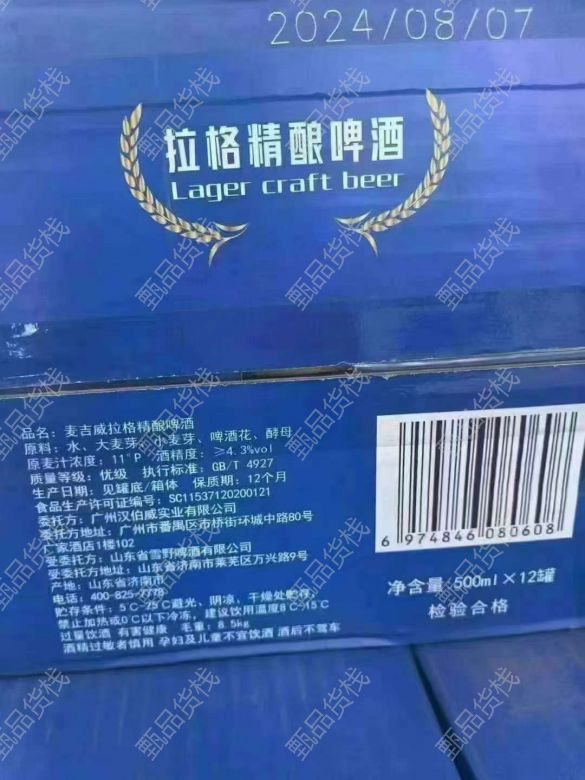 2024/08/07
拉格精酿啤酒
Lager craft beer
品名：麦吉威拉格精酿啤酒
原料：水、大麦芽、小麦芽、啤酒花、酵母
原麦汁浓度：11°P 酒精度：≥4.3%vol
质量等级：优级 执行标准：GB/T 4927
生产日期：见罐底/箱体 保质期：12个月
食品生产许可证编号：SC11537120200121
委托方：广州汉伯威实业有限公司
委托方地址：广州市番禺区市桥街环城中路80号
厂家酒店1楼102
受委托方：山东省雪野啤酒有限公司
受委托方地址：山东省济南市莱芜区万兴路9号
产地：山东省济南市
电话：400-825-7778
贮存条件：5℃-25℃避光，阴凉，干燥处贮存，
禁止加热或0℃以下冷冻，建议饮用温度8℃-15℃
过量饮酒 有害健康 毛重：8.5kg
酒精过敏者慎用 孕妇及儿童不宜饮酒 酒后不驾车
6 974846 080608
净含量：500ml×12罐
检验合格
甄品货栈